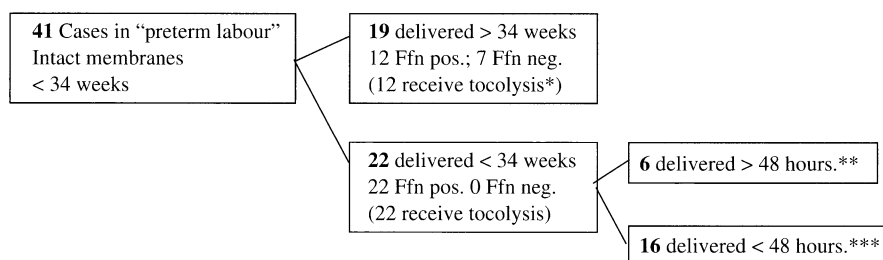 41 Cases in “preterm labour”
Intact membranes
< 34 weeks
19 delivered > 34 weeks
12 Ffn pos.; 7 Ffn neg.
(12 receive tocolysis*)
22 delivered < 34 weeks
22 Ffn pos. 0 Ffn neg.
(22 receive tocolysis)
6 delivered > 48 hours.**
16 delivered < 48 hours.***